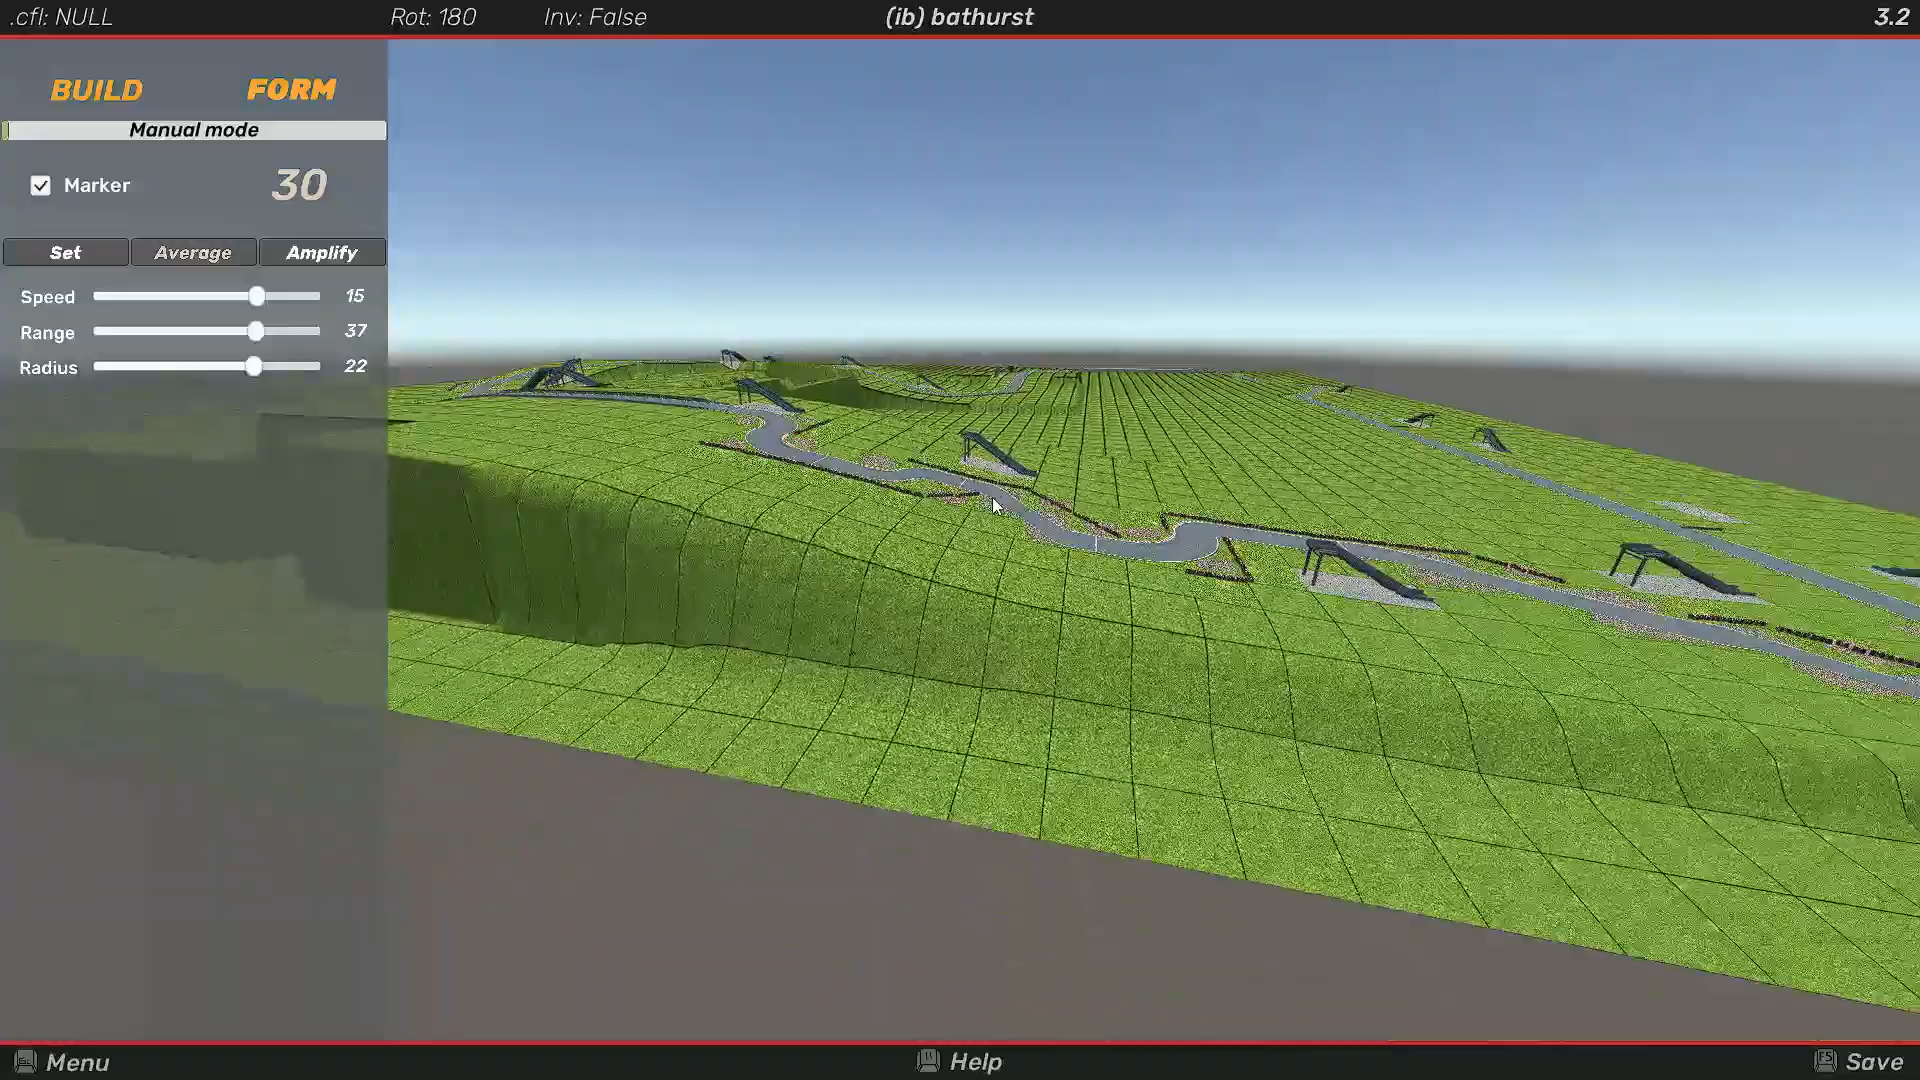 .cfl: NULL Rot: 180 Inv: False (ib) bathurst 3.2
BUILD FORM
Manual mode
Marker 30
Set Average Amplify
Speed 15
Range 37
Radius 22
Menu Help F5 Save